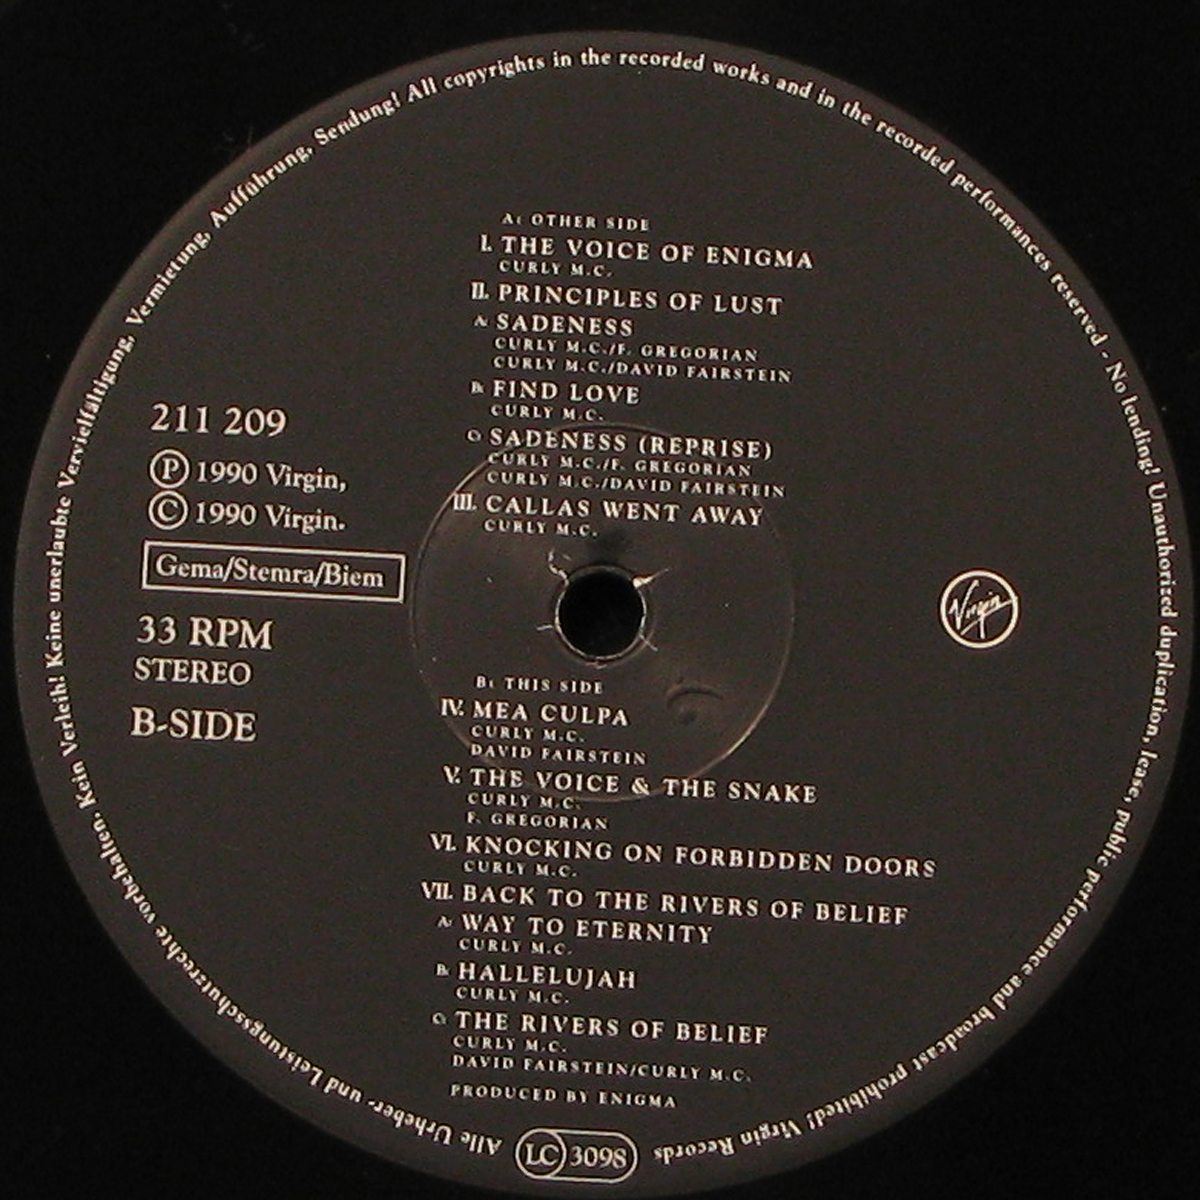 Alle Urheber- und Leistungsschutzrechte vorbehalten, Kein Verleih! Keine unerlaubte Vervielfältigung, Vermietung, Aufführung, Sendung! All copyrights in the recorded works and in the recorded performances reserved - No lending! Unauthorized duplication, lease, public performance and broadcast prohibited! Virgin Records
A: OTHER SIDE
I. THE VOICE OF ENIGMA
CURLY M.C.
II. PRINCIPLES OF LUST
A: SADENESS
CURLY M.C./F. GREGORIAN
CURLY M.C./DAVID FAIRSTEIN
B: FIND LOVE
CURLY M.C.
C: SADENESS (REPRISE)
CURLY M.C./F. GREGORIAN
CURLY M.C./DAVID FAIRSTEIN
III. CALLAS WENT AWAY
CURLY M.C.
211 209
Ⓟ 1990 Virgin,
© 1990 Virgin.
Gema/Stemra/Biem
33 RPM
STEREO
B-SIDE
Virgin
B: THIS SIDE
IV. MEA CULPA
CURLY M.C.
DAVID FAIRSTEIN
V. THE VOICE & THE SNAKE
CURLY M.C.
F. GREGORIAN
VI. KNOCKING ON FORBIDDEN DOORS
CURLY M.C.
VII. BACK TO THE RIVERS OF BELIEF
A: WAY TO ETERNITY
CURLY M.C.
B: HALLELUJAH
CURLY M.C.
C: THE RIVERS OF BELIEF
CURLY M.C.
DAVID FAIRSTEIN/CURLY M.C.
PRODUCED BY ENIGMA
LC 3098